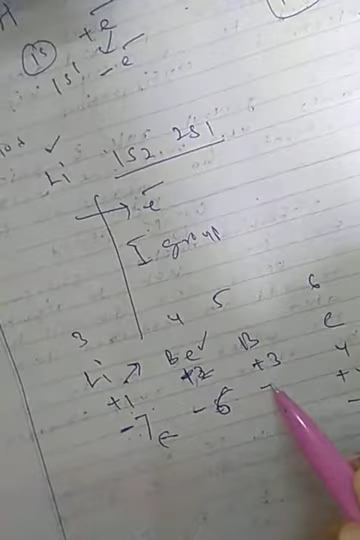 +e-
1s
1s1 - e-
Li 1s2 2s1
→ e-
I group
3 4 5 6
Li Be B C
+1 +2 +3 4
-7e -6